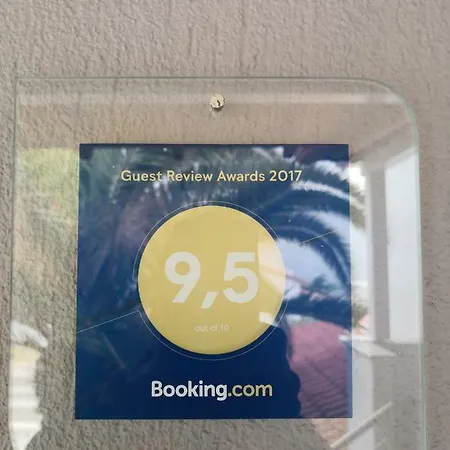 Guest Review Awards 2017
9,5
out of 10
Booking.com